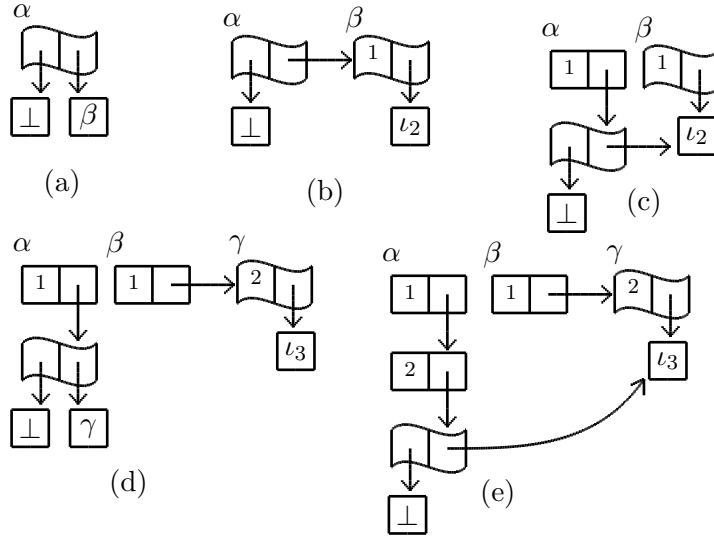 α
⊥ β
(a)
α β
1
⊥ ι₂
(b)
α β
1 1
ι₂
⊥
(c)
α β γ
1 1 2
ι₃
⊥ γ
(d)
α β γ
1 1 2
2 ι₃
⊥
(e)